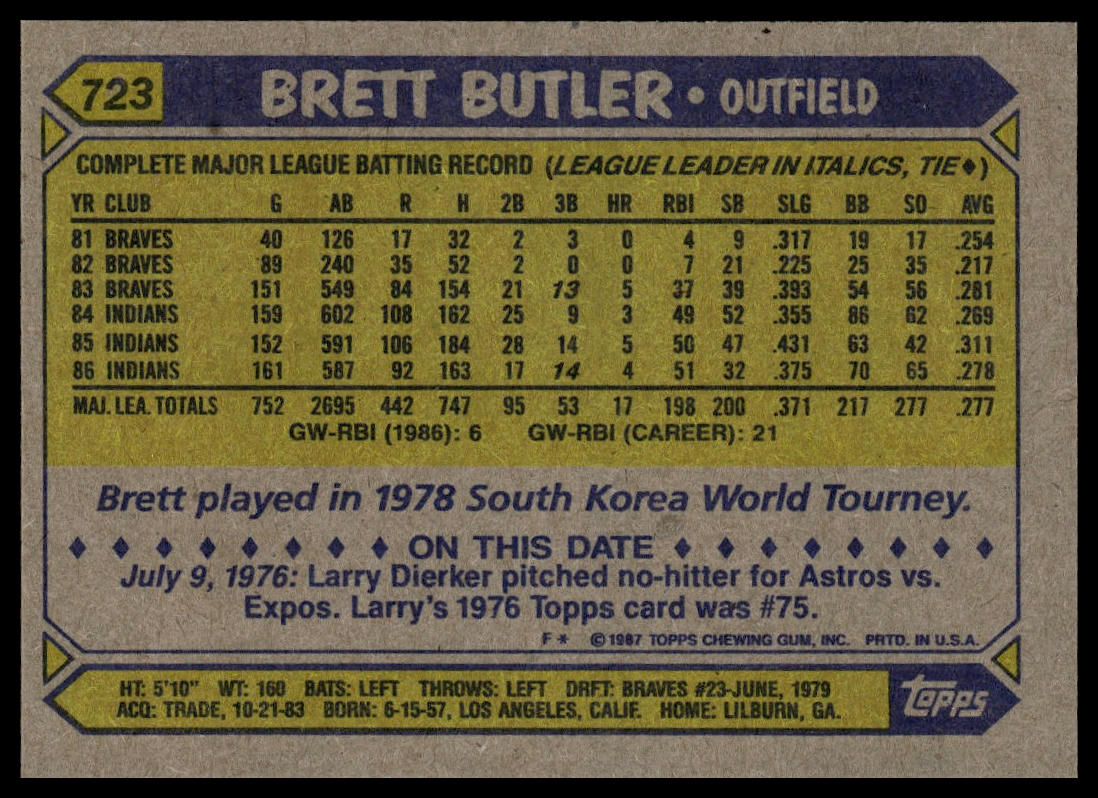 723 BRETT BUTLER • OUTFIELD
COMPLETE MAJOR LEAGUE BATTING RECORD (LEAGUE LEADER IN ITALICS, TIE♦)
YR CLUB G AB R H 2B 3B HR RBI SB SLG BB SO AVG
81 BRAVES 40 126 17 32 2 3 0 4 9 .317 19 17 .254
82 BRAVES 89 240 35 52 2 0 0 7 21 .225 25 35 .217
83 BRAVES 151 549 84 154 21 13 5 37 39 .393 54 56 .281
84 INDIANS 159 602 108 162 25 9 3 49 52 .355 86 62 .269
85 INDIANS 152 591 106 184 28 14 5 50 47 .431 63 42 .311
86 INDIANS 161 587 92 163 17 14 4 51 32 .375 70 65 .278
MAJ. LEA. TOTALS 752 2695 442 747 95 53 17 198 200 .371 217 277 .277
GW-RBI (1986): 6 GW-RBI (CAREER): 21
Brett played in 1978 South Korea World Tourney.
♦ ♦ ♦ ♦ ♦ ♦ ♦ ♦ ON THIS DATE ♦ ♦ ♦ ♦ ♦ ♦ ♦ ♦
July 9, 1976: Larry Dierker pitched no-hitter for Astros vs.
Expos. Larry's 1976 Topps card was #75.
F * © 1987 TOPPS CHEWING GUM, INC. PRTD. IN U.S.A.
HT: 5'10" WT: 160 BATS: LEFT THROWS: LEFT DRFT: BRAVES #23-JUNE, 1979
ACQ: TRADE, 10-21-83 BORN: 6-15-57, LOS ANGELES, CALIF. HOME: LILBURN, GA.
Topps